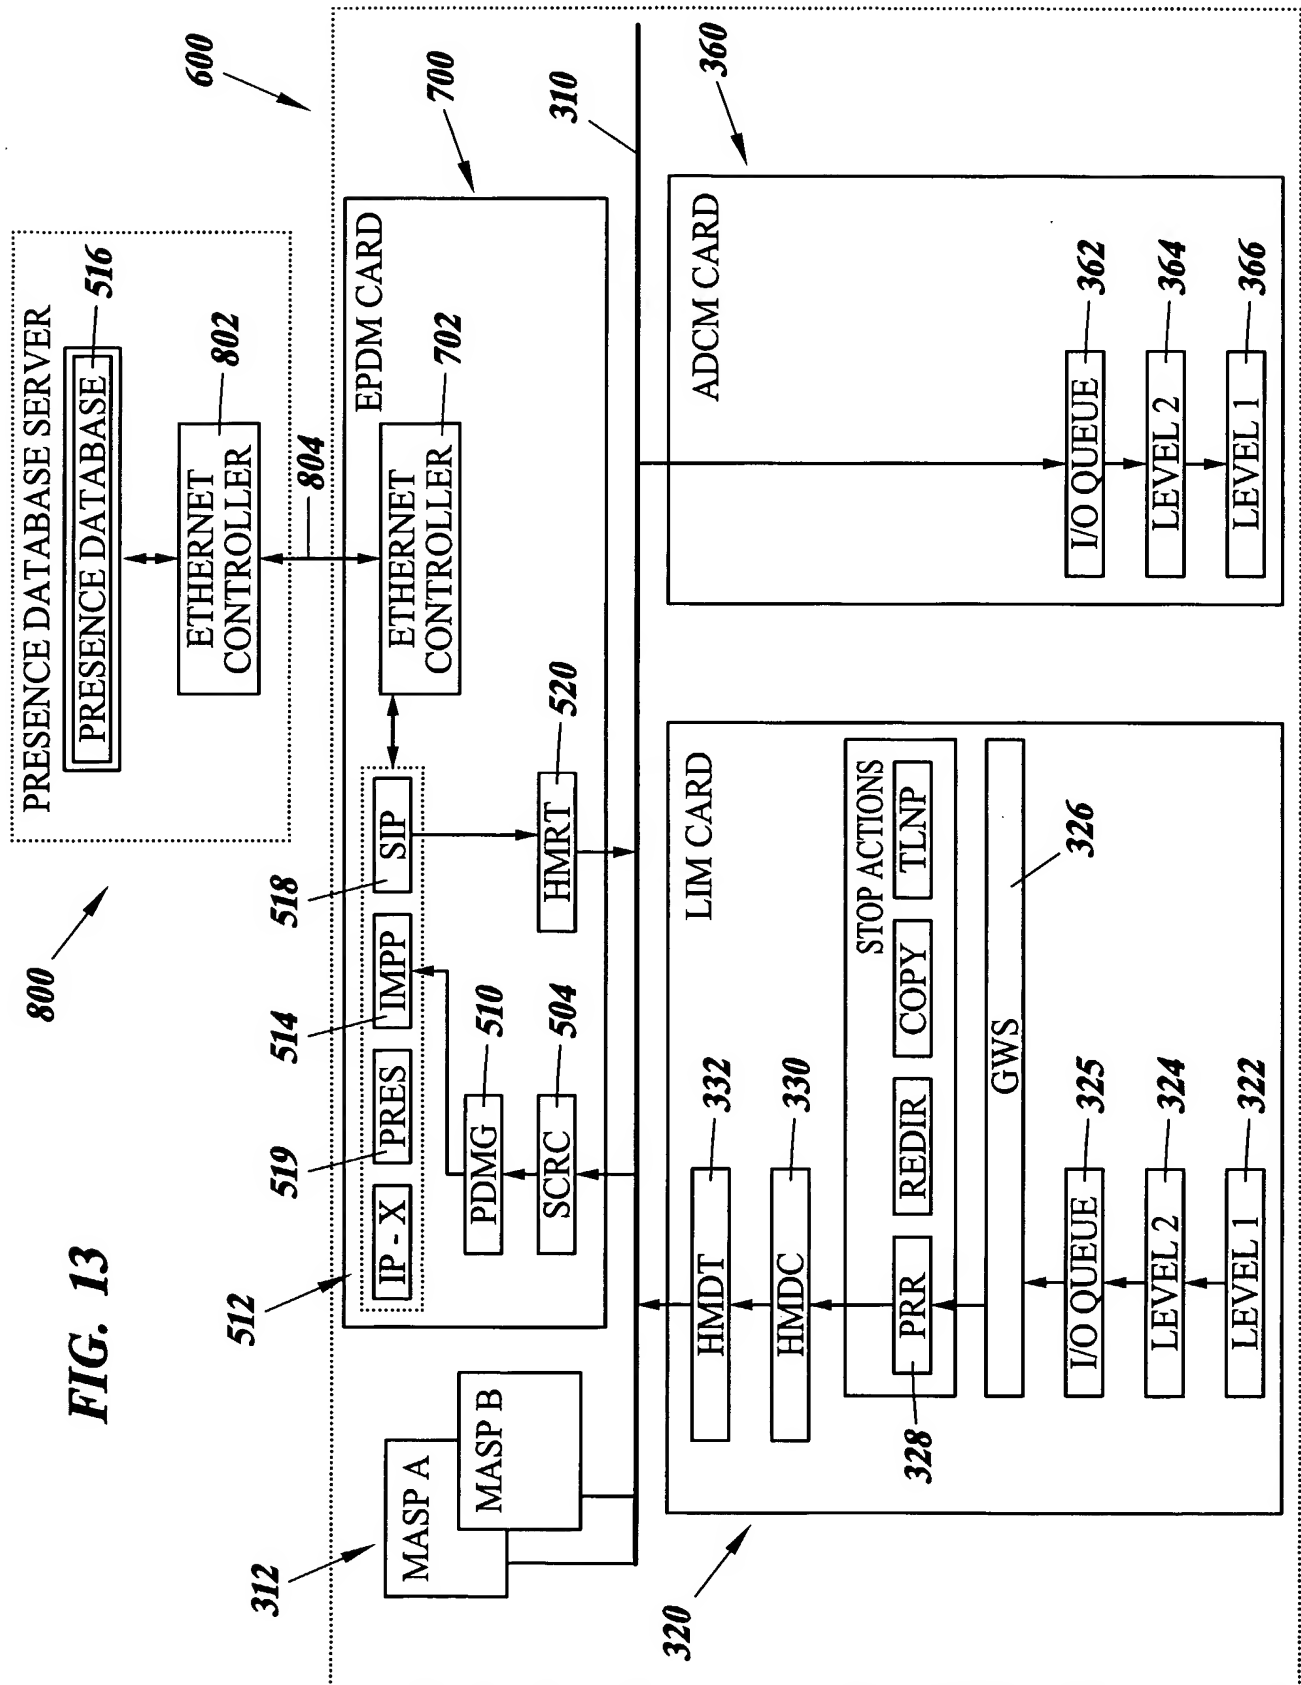 FIG. 13
800
PRESENCE DATABASE SERVER
PRESENCE DATABASE
516
ETHERNET
CONTROLLER
802
804
600
312
MASP A
MASP B
512
EPDM CARD
700
IP - X
PRES
IMPP
SIP
519
514
518
ETHERNET
CONTROLLER
702
PDMG
510
SCRC
504
HMRT
520
310
320
LIM CARD
HMDT
332
HMDC
330
STOP ACTIONS
PRR
REDIR
COPY
TLNP
328
GWS
326
I/O QUEUE
325
LEVEL 2
324
LEVEL 1
322
360
ADCM CARD
I/O QUEUE
362
LEVEL 2
364
LEVEL 1
366